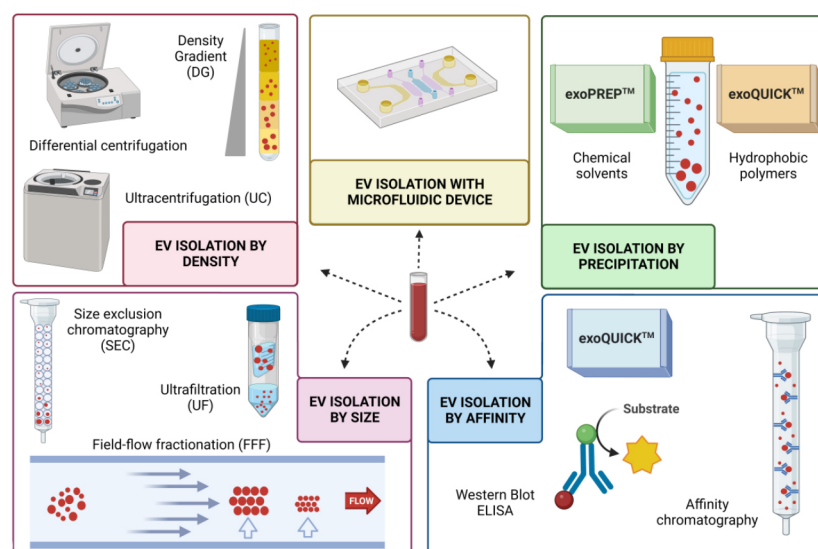 Density
Gradient
(DG)
Differential centrifugation
Ultracentrifugation (UC)
EV ISOLATION BY
DENSITY
EV ISOLATION WITH
MICROFLUIDIC DEVICE
exoPREP™
exoQUICK™
Chemical
solvents
Hydrophobic
polymers
EV ISOLATION BY
PRECIPITATION
Size exclusion
chromatography
(SEC)
Ultrafiltration
(UF)
EV ISOLATION
BY SIZE
Field-flow fractionation (FFF)
FLOW
EV ISOLATION
BY AFFINITY
exoQUICK™
Substrate
Western Blot
ELISA
Affinity
chromatography